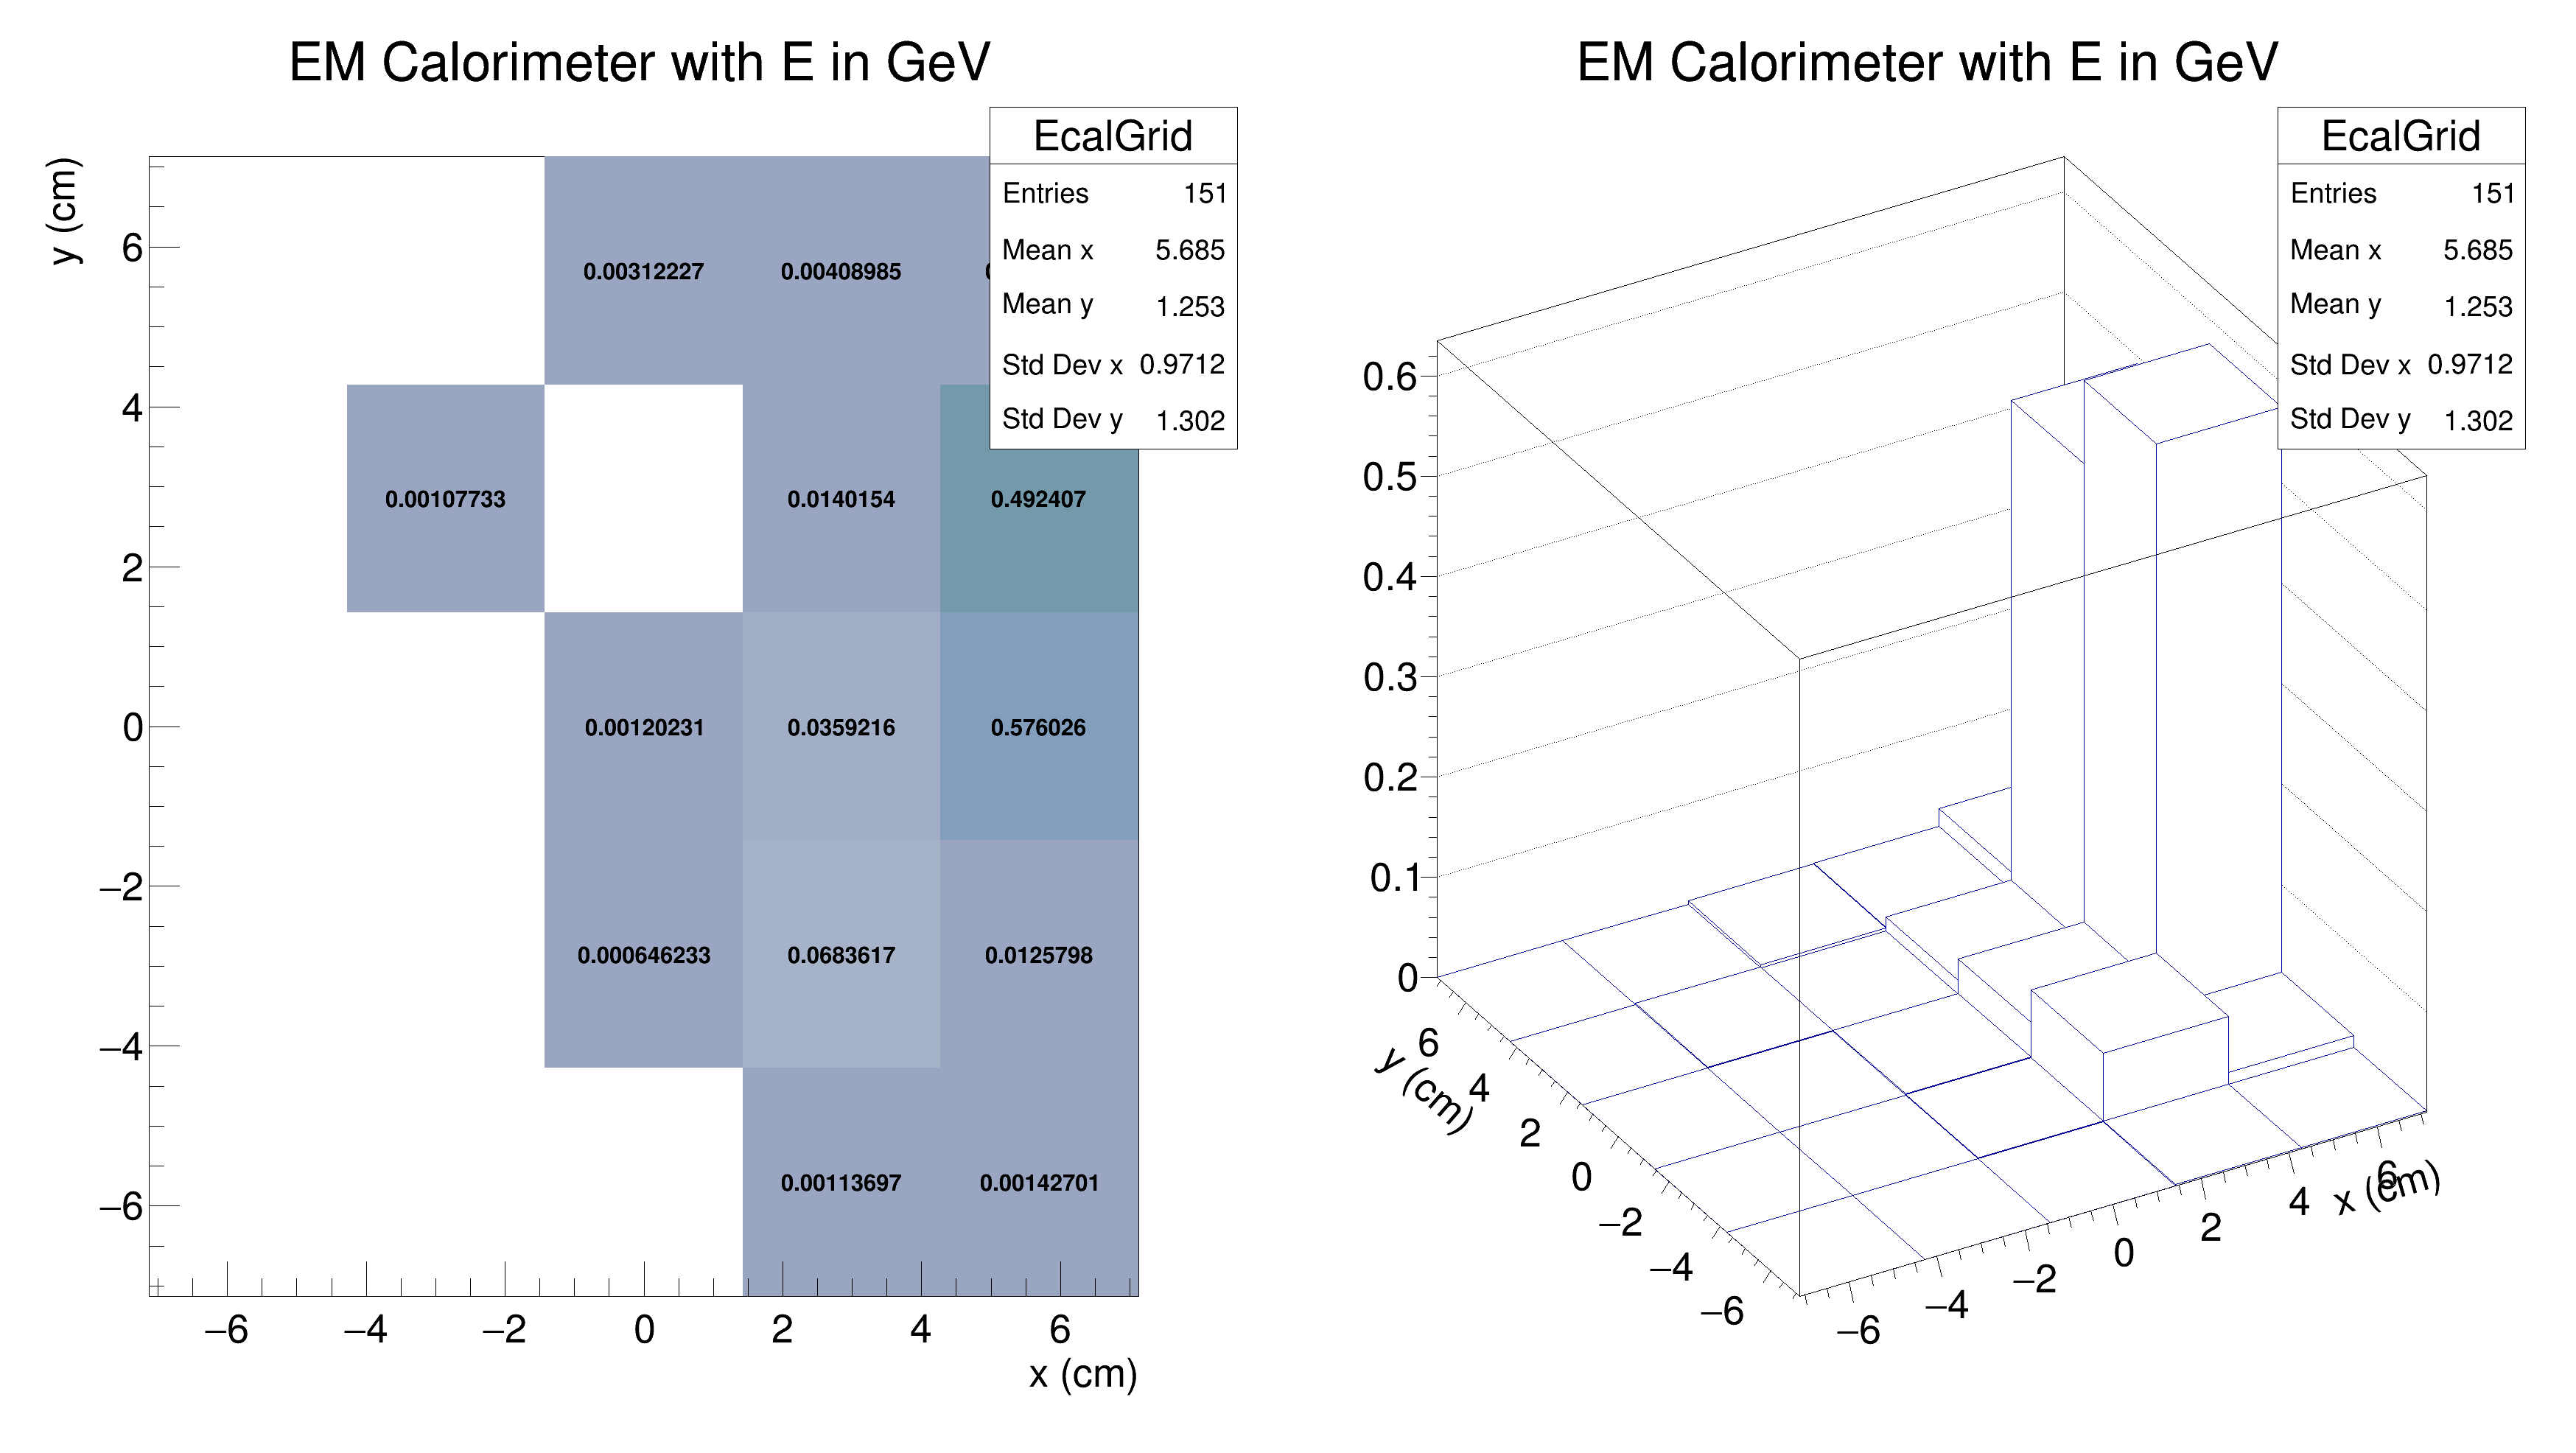 EM Calorimeter with E in GeV
EcalGrid
Entries 151
Mean x 5.685
Mean y 1.253
Std Dev x 0.9712
Std Dev y 1.302
y (cm)
6
4
2
0
−2
−4
−6
0.00312227 0.00408985
0.00107733 0.0140154 0.492407
0.00120231 0.0359216 0.576026
0.000646233 0.0683617 0.0125798
0.00113697 0.00142701
−6 −4 −2 0 2 4 6
x (cm)
EM Calorimeter with E in GeV
EcalGrid
Entries 151
Mean x 5.685
Mean y 1.253
Std Dev x 0.9712
Std Dev y 1.302
0.6
0.5
0.4
0.3
0.2
0.1
0
6
4
2
0
−2
−4
−6
y (cm)
−6 −4 −2 0 2 4 6
x (cm)